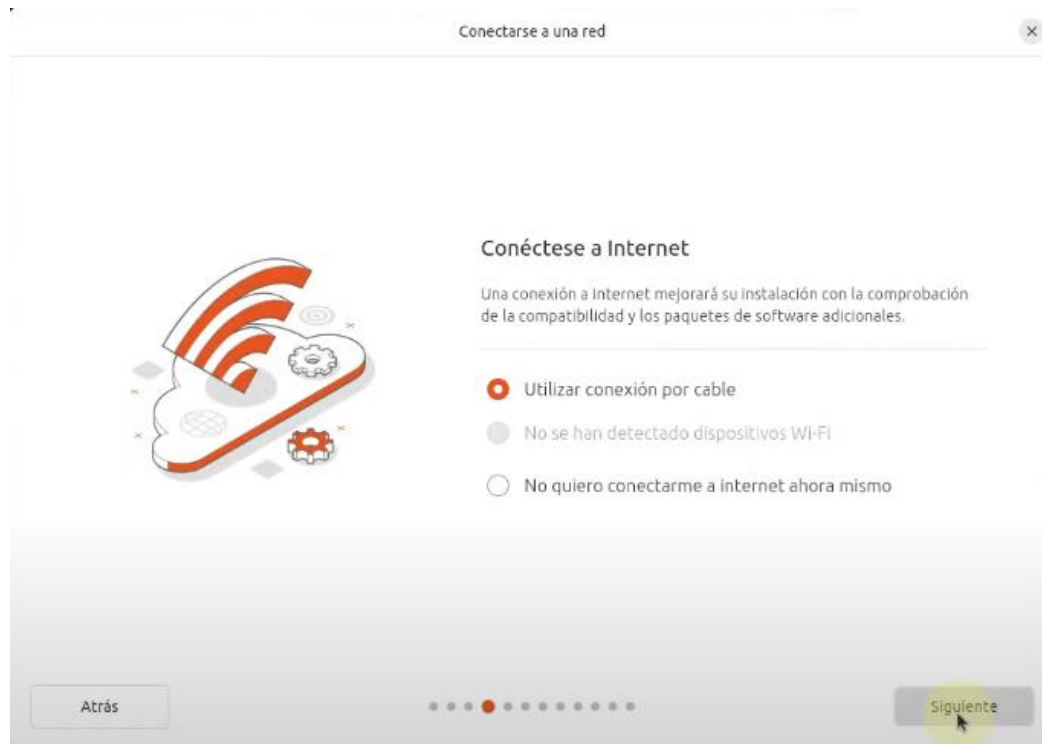 Conectarse a una red
Conéctese a Internet
Una conexión a Internet mejorará su instalación con la comprobación
de la compatibilidad y los paquetes de software adicionales.
Utilizar conexión por cable
No se han detectado dispositivos Wi-Fi
No quiero conectarme a internet ahora mismo
Atrás
Siguiente